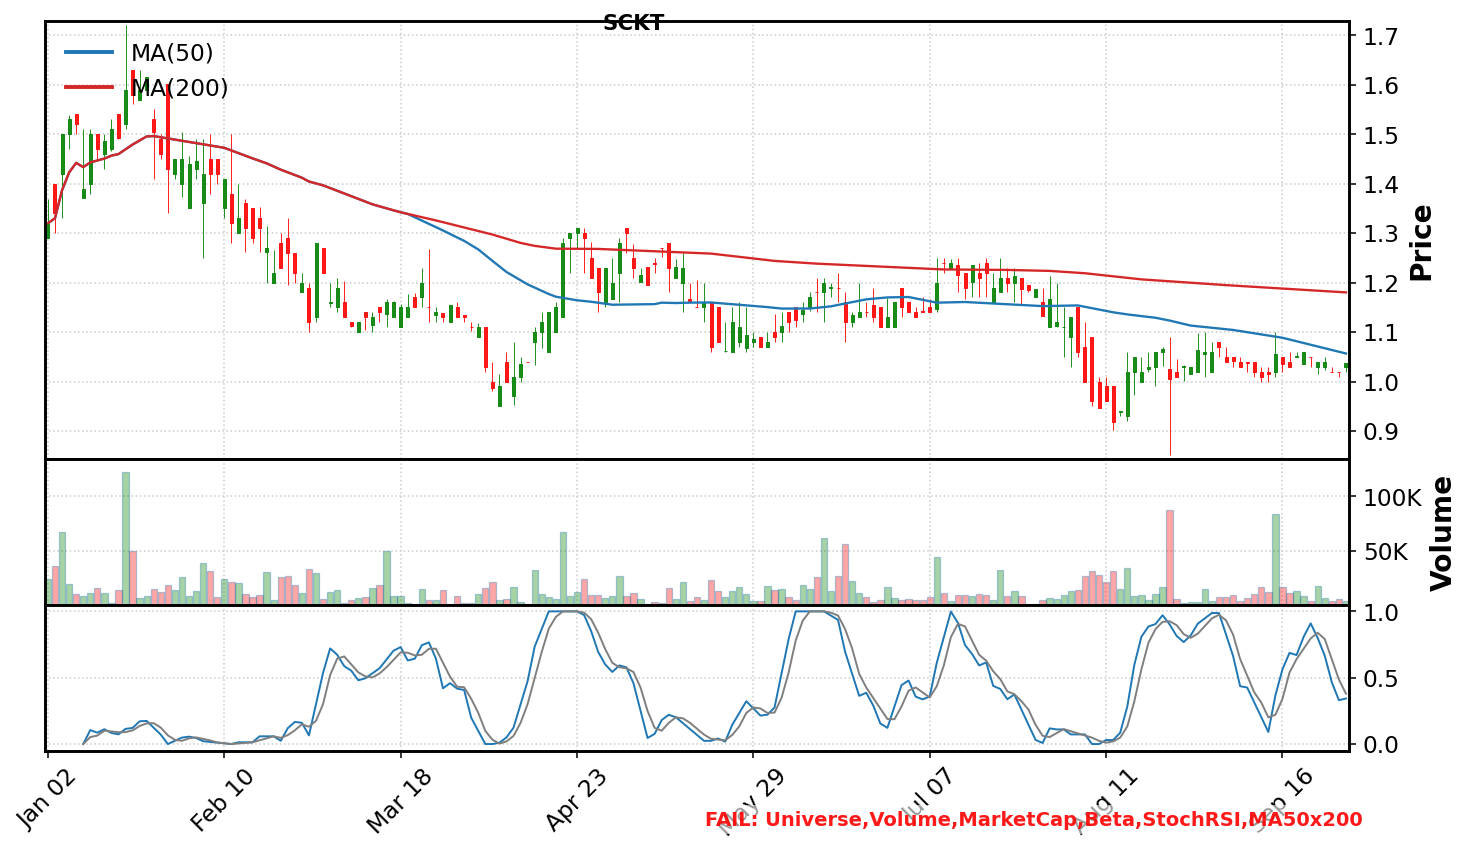 SCKT
MA(50)
MA(200)
1.7
1.6
1.5
1.4
1.3
1.2
1.1
1.0
0.9
Price
100K
50K
Volume
1.0
0.5
0.0
Jan 02
Feb 10
Mar 18
Apr 23
May 29
Jul 07
Aug 11
Sep 16
FAIL: Universe,Volume,MarketCap,Beta,StochRSI,MA50x200